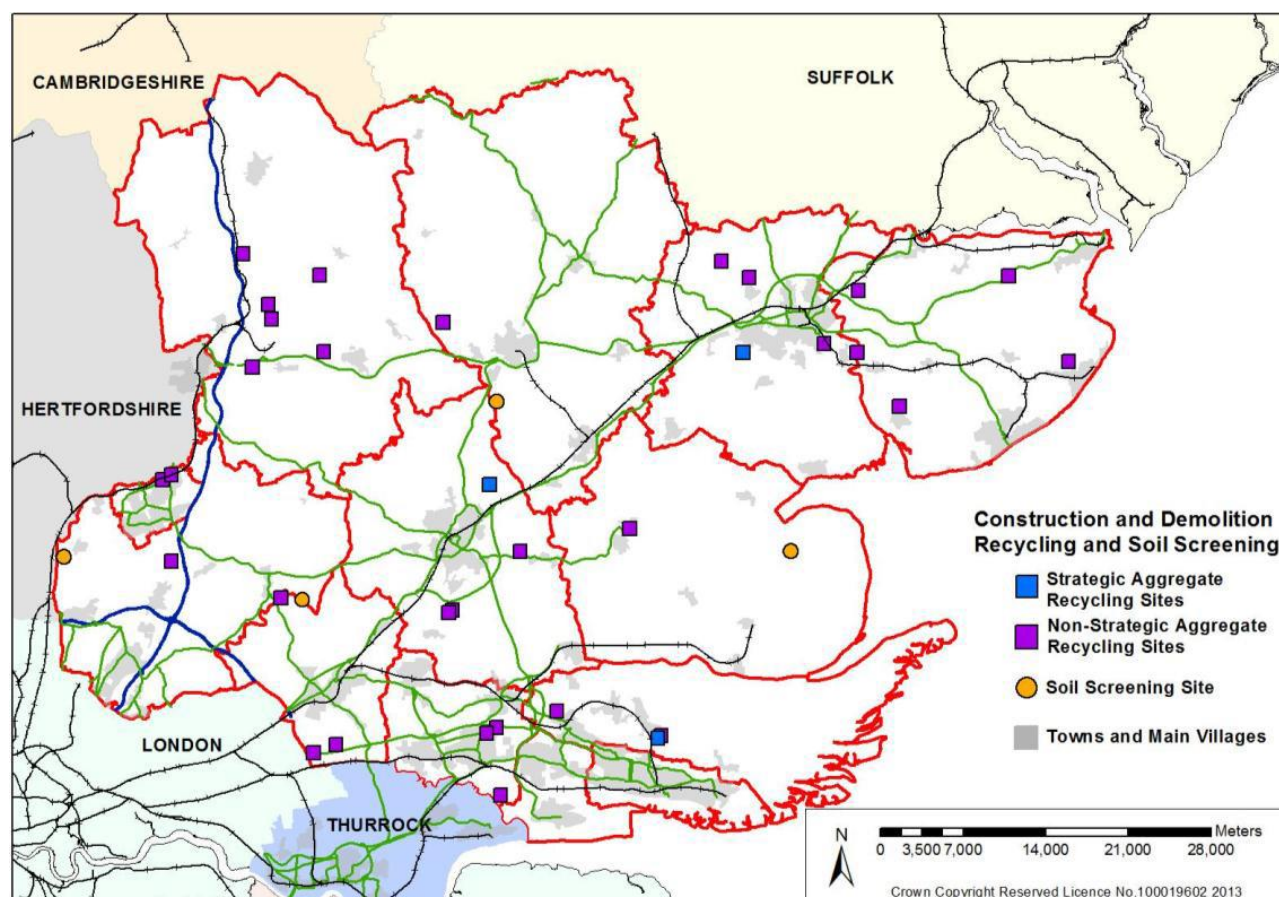 CAMBRIDGESHIRE
SUFFOLK
HERTFORDSHIRE
LONDON
THURROCK
Construction and Demolition
Recycling and Soil Screening
Strategic Aggregate
Recycling Sites
Non-Strategic Aggregate
Recycling Sites
Soil Screening Site
Towns and Main Villages
N
Meters
0 3,500 7,000 14,000 21,000 28,000
Crown Copyright Reserved Licence No.100019602 2013